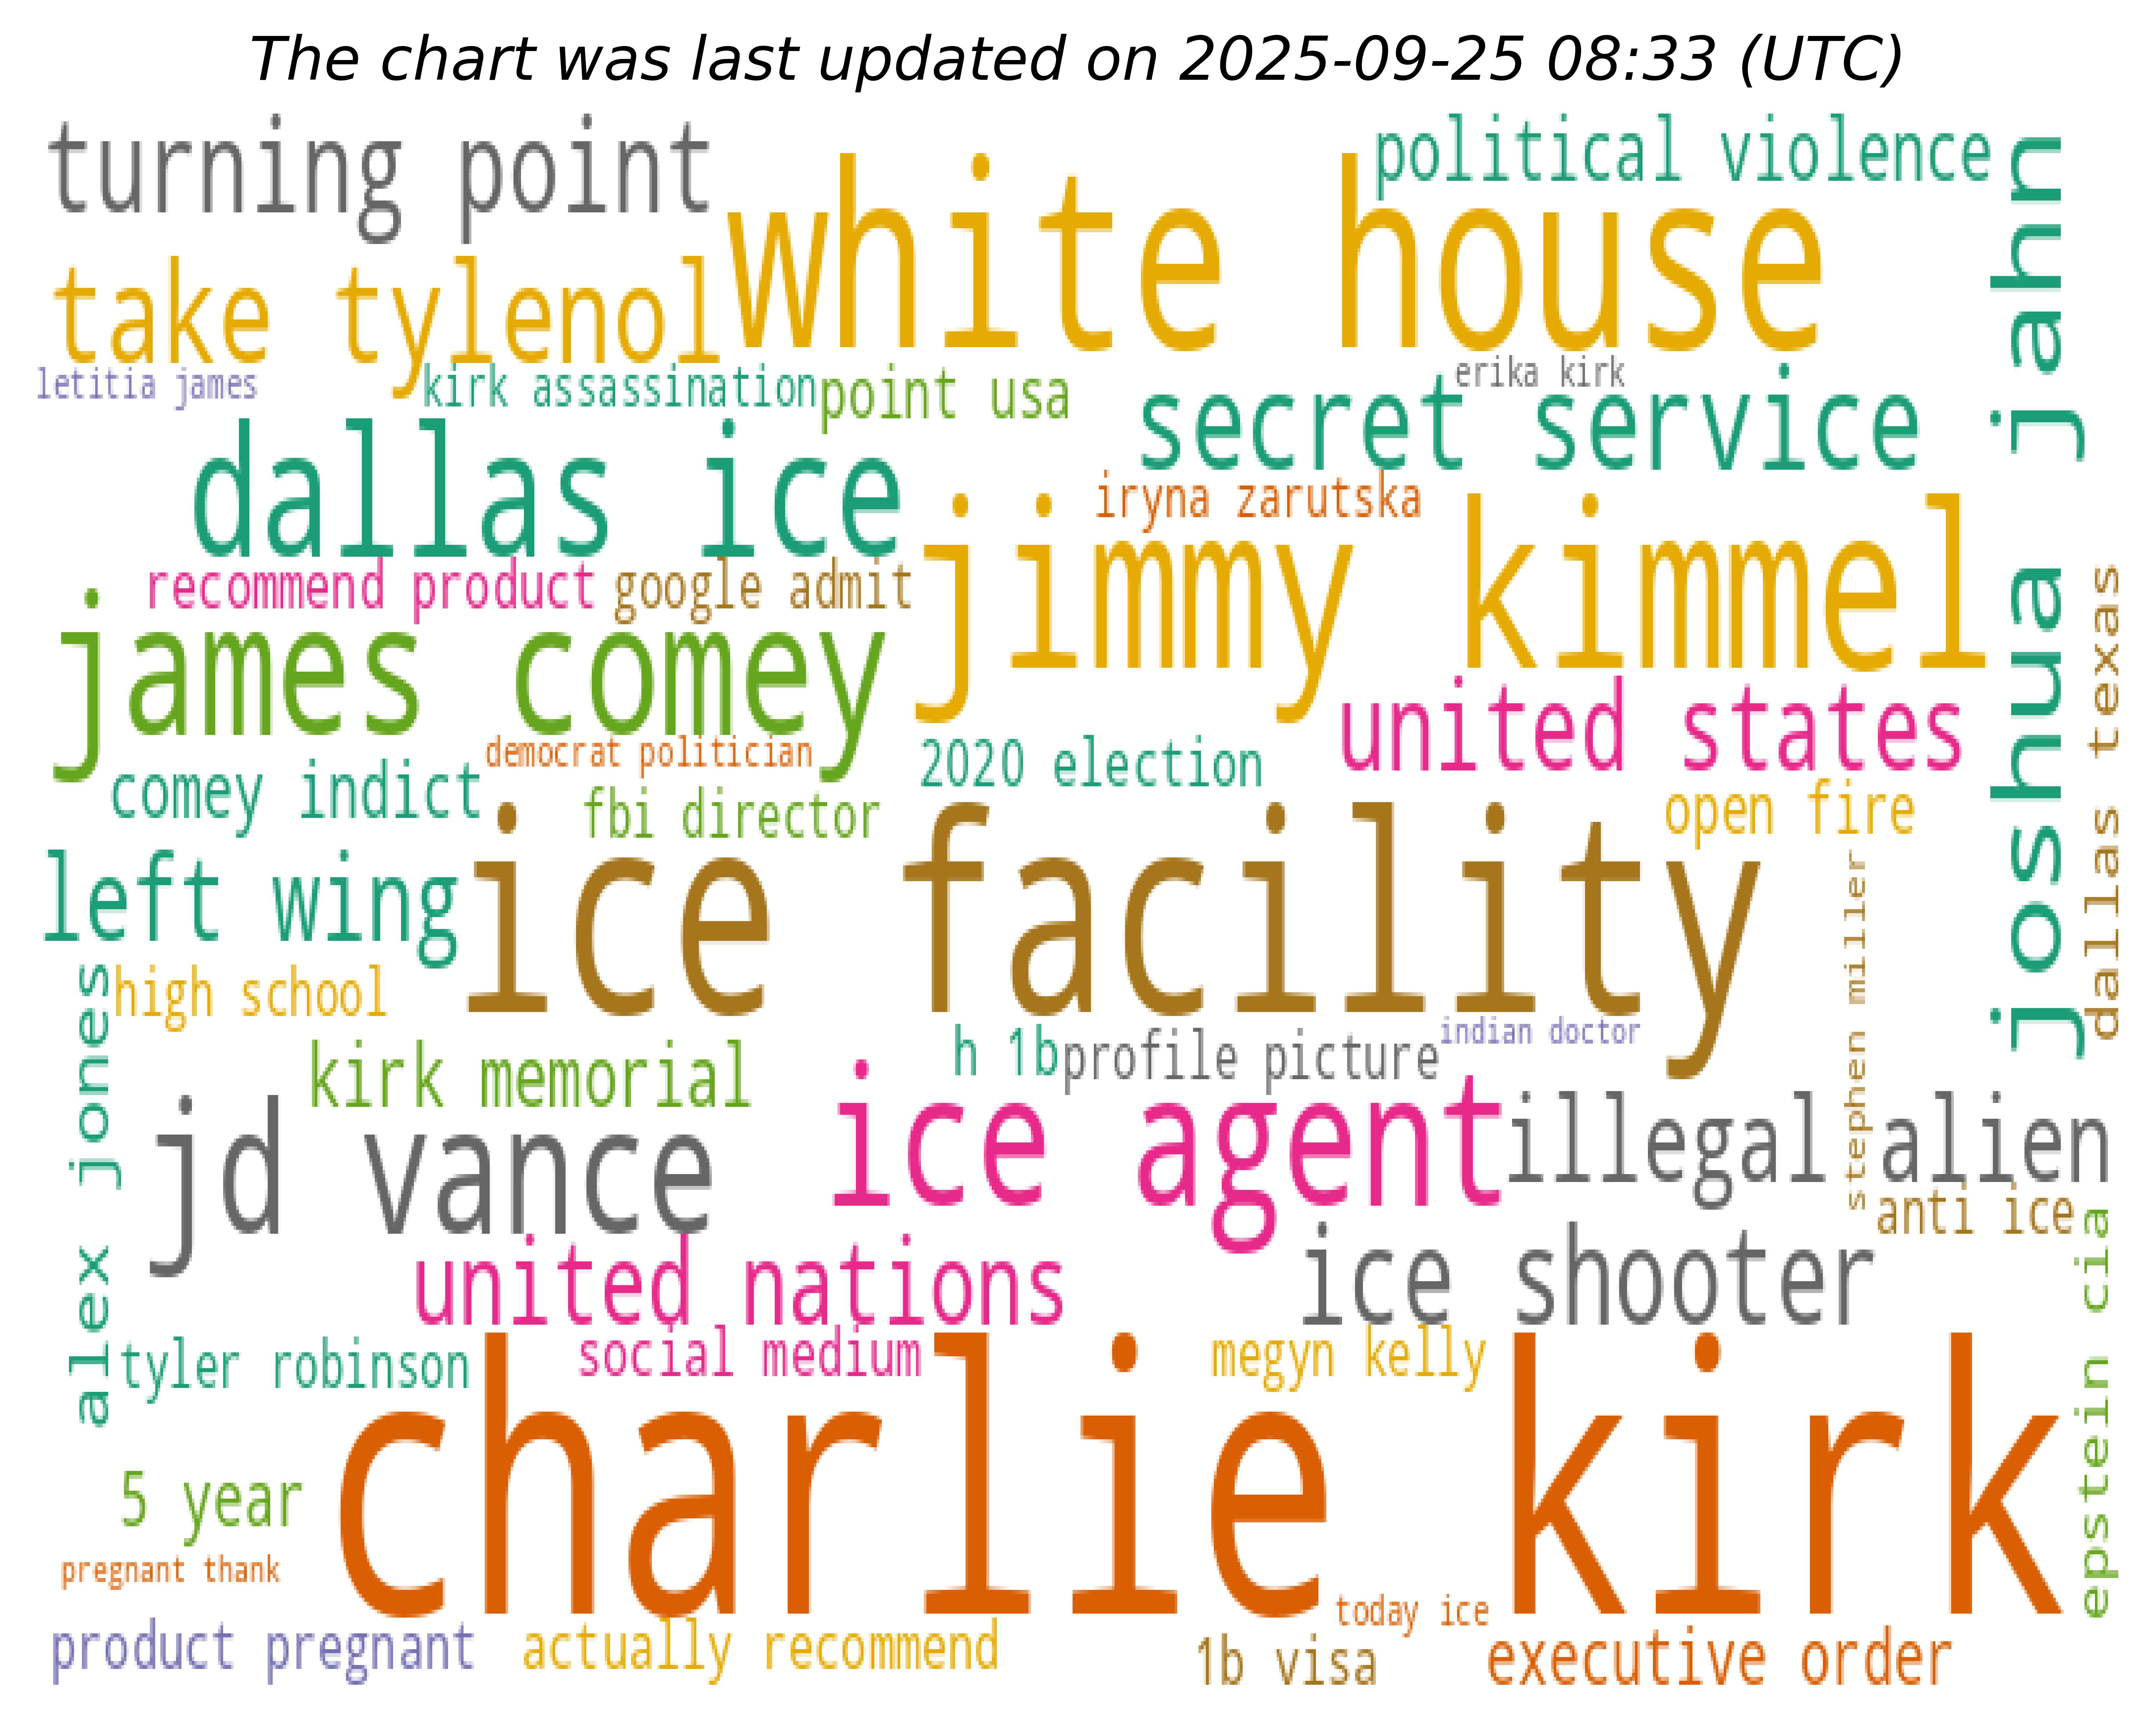 The chart was last updated on 2025-09-25 08:33 (UTC)
turning point
political violence
white house
joshua jahn
take tylenol
letitia james
kirk assassination
point usa
erika kirk
secret service
dallas ice
iryna zarutska
jimmy kimmel
recommend product
google admit
dallas texas
james comey
united states
democrat politician
2020 election
comey indict
fbi director
open fire
ice facility
left wing
stephen miller
high school
alex jones
h 1b
profile picture
indian doctor
kirk memorial
ice agent
illegal alien
jd vance
anti ice
epstein cia
united nations
ice shooter
tyler robinson
social medium
megyn kelly
charlie kirk
5 year
pregnant thank
today ice
product pregnant
actually recommend
1b visa
executive order